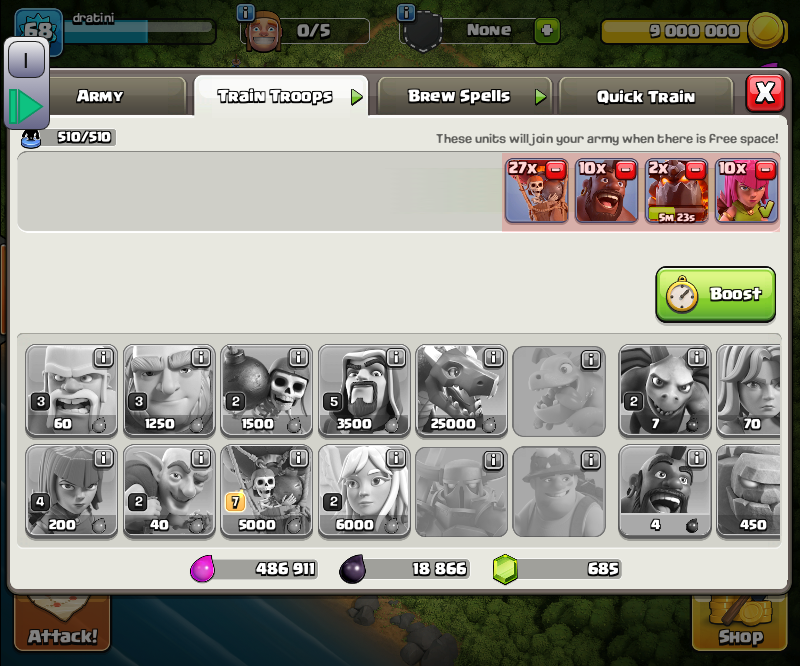 68 dratini
0/5
None
9 000 000
Army
Train Troops
Brew Spells
Quick Train
X
510/510
These units will join your army when there is free space!
27x 10x 2x 10x
5M 23s
Boost
3 60
3 1250
2 1500
5 3500
25000
2 7
70
4 200
2 40
7 5000
2 6000
4
450
486 911
18 866
685
Attack!
Shop